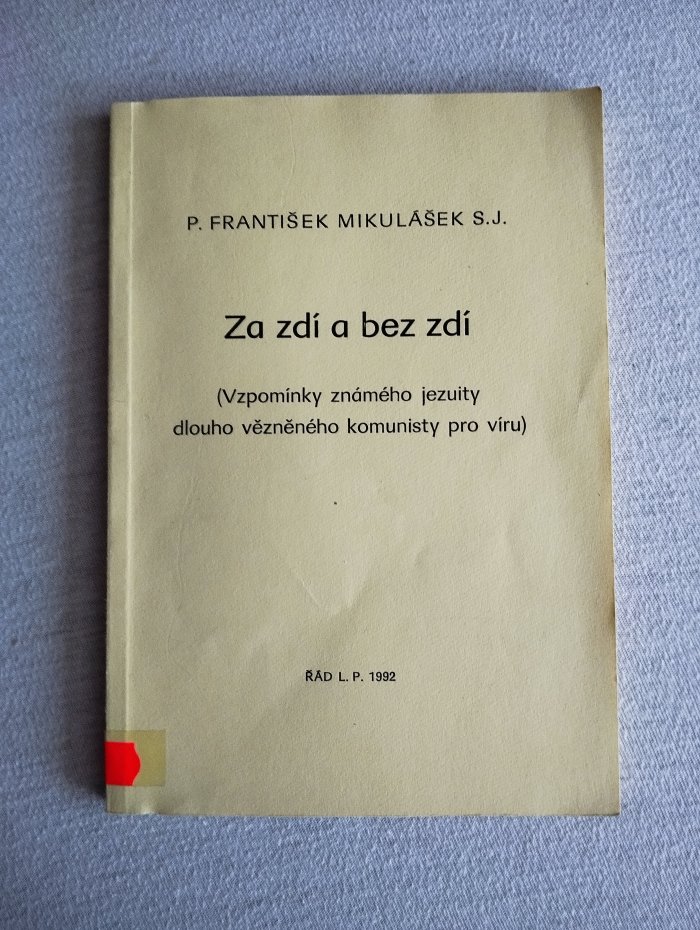 P. FRANTIŠEK MIKULÁŠEK S.J.
Za zdí a bez zdí
(Vzpomínky známého jezuity
dlouho vězněného komunisty pro víru)
ŘÁD L. P. 1992